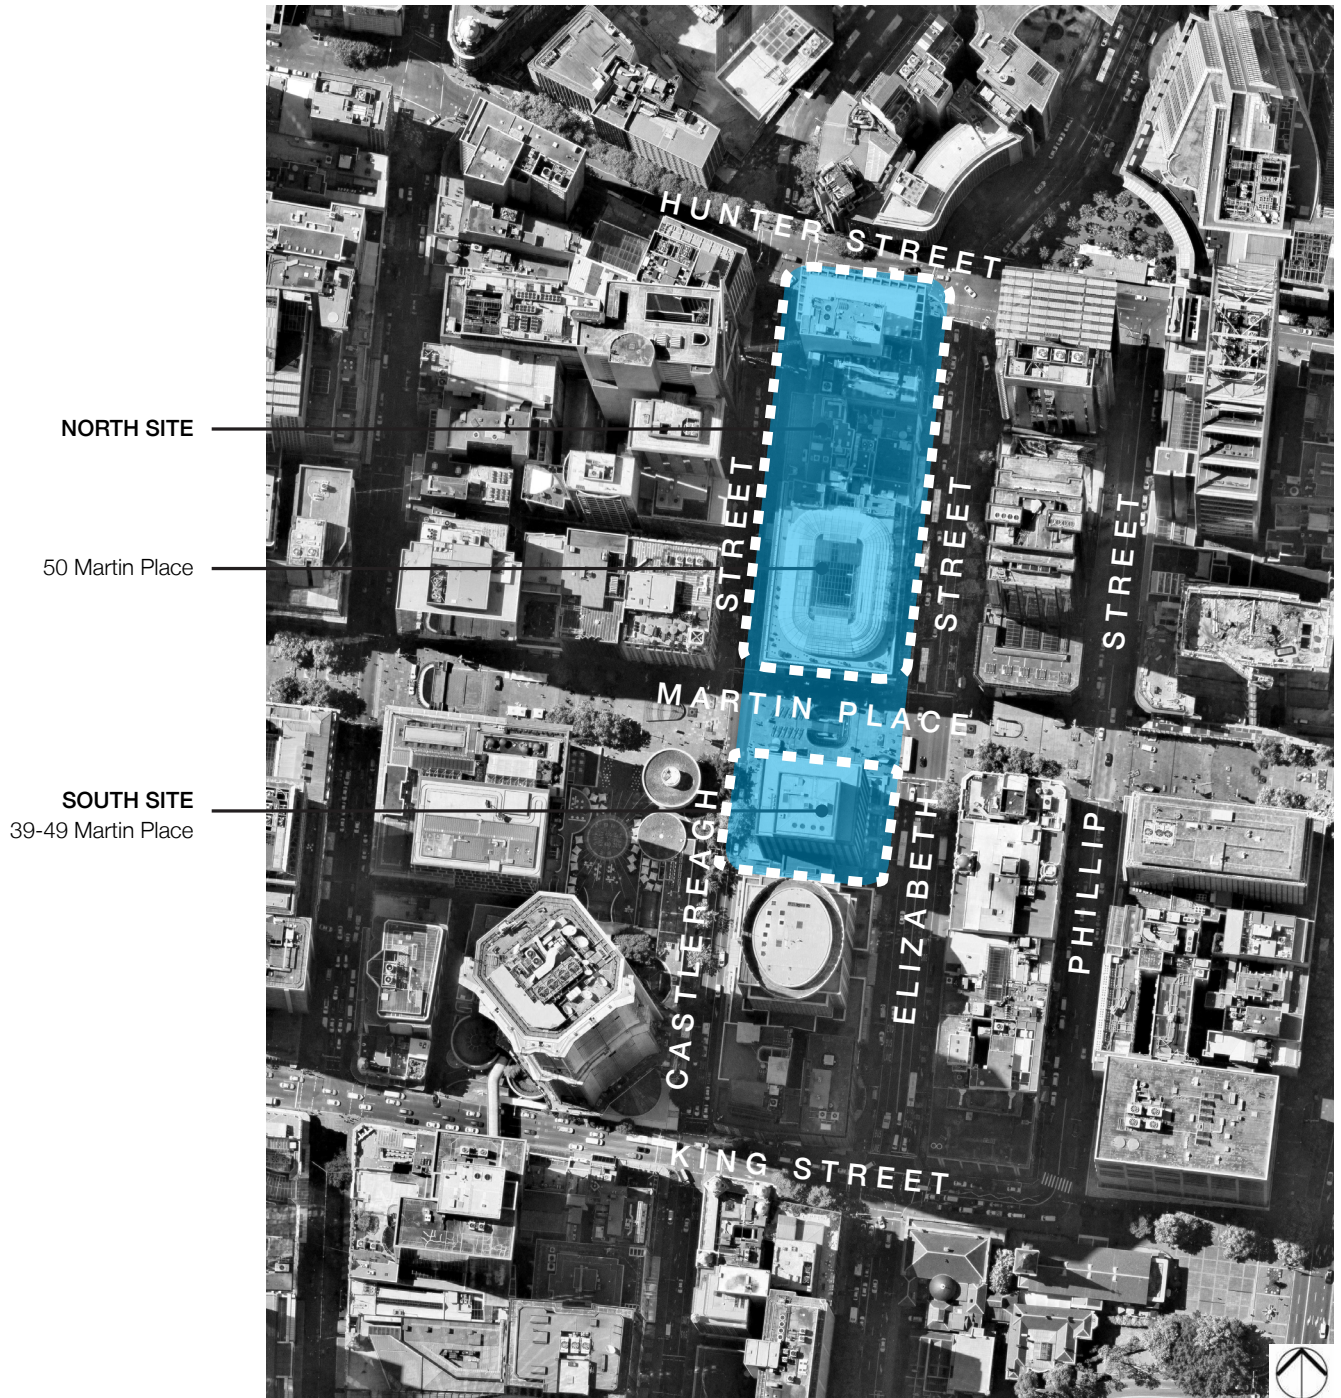 HUNTER STREET
NORTH SITE
STREET
STREET
STREET
50 Martin Place
MARTIN PLACE
SOUTH SITE
39-49 Martin Place
CASTLEREAGH
ELIZABETH
PHILLIP
KING STREET